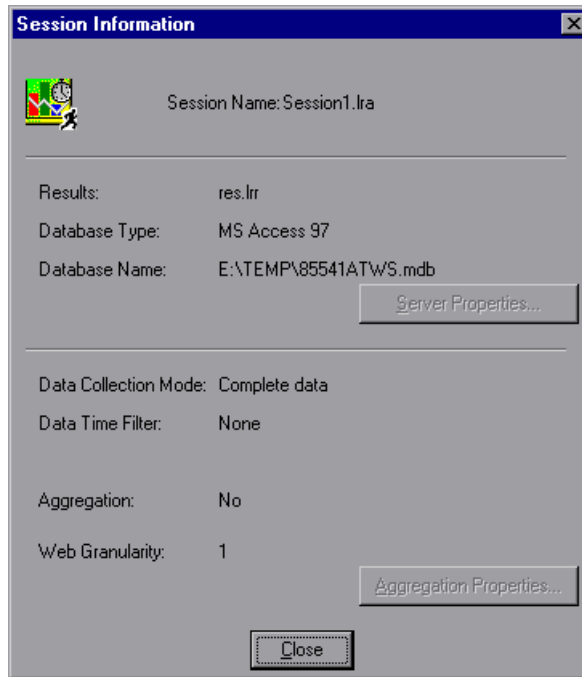 Session Information
Session Name: Session1.lra
Results: res.lrr
Database Type: MS Access 97
Database Name: E:\TEMP\85541ATWS.mdb
Server Properties...
Data Collection Mode: Complete data
Data Time Filter: None
Aggregation: No
Web Granularity: 1
Aggregation Properties...
Close